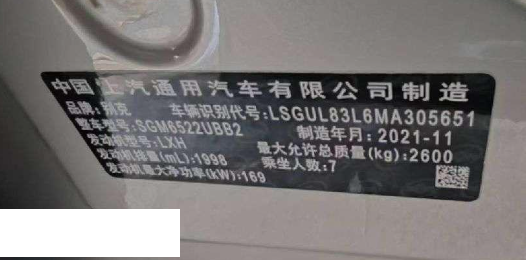 中国 上汽通用汽车有限公司制造
品牌: 别克 车辆识别代号: LSGUL83L6MA305651
整车型号: SGM6522UBB2 制造年月: 2021-11
发动机型号: LXH 最大允许总质量(kg): 2600
发动机排量(mL): 1998 乘坐人数: 7
发动机最大净功率(kW): 169